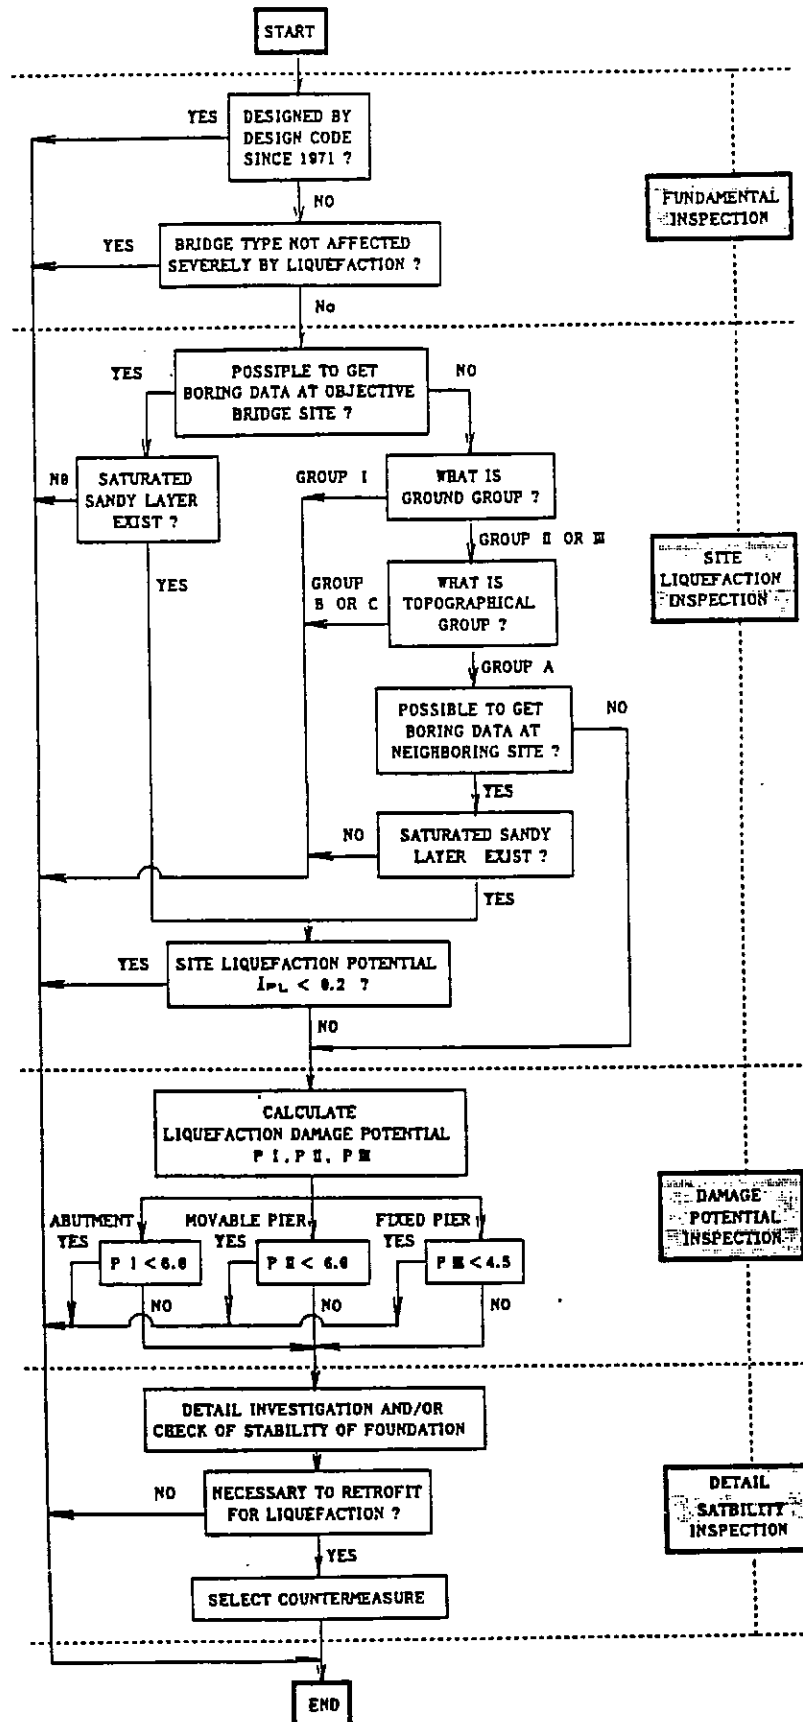 START
YES
DESIGNED BY
DESIGN CODE
SINCE 1971 ?
NO
FUNDAMENTAL
INSPECTION
YES
BRIDGE TYPE NOT AFFECTED
SEVERELY BY LIQUEFACTION ?
No
YES
POSSIPLE TO GET
BORING DATA AT OBJECTIVE
BRIDGE SITE ?
NO
NO
SATURATED
SANDY LAYER
EXIST ?
YES
GROUP I
WHAT IS
GROUND GROUP ?
GROUP II OR III
GROUP
B OR C
WHAT IS
TOPOGRAPHICAL
GROUP ?
SITE
LIQUEFACTION
INSPECTION
GROUP A
POSSIBLE TO GET
BORING DATA AT
NEIGHBORING SITE ?
NO
YES
NO
SATURATED SANDY
LAYER EXIST ?
YES
YES
SITE LIQUEFACTION POTENTIAL
IPL < 0.2 ?
NO
CALCULATE
LIQUEFACTION DAMAGE POTENTIAL
P I, P II, P III
DAMAGE
POTENTIAL
INSPECTION
ABUTMENT
YES
P I < 6.0
NO
MOVABLE PIER
YES
P II < 6.0
NO
FIXED PIER
YES
P III < 4.5
NO
DETAIL INVESTIGATION AND/OR
CHECK OF STABILITY OF FOUNDATION
NO
NECESSARY TO RETROFIT
FOR LIQUEFACTION ?
YES
DETAIL
SATBILITY
INSPECTION
SELECT COUNTERMEASURE
END